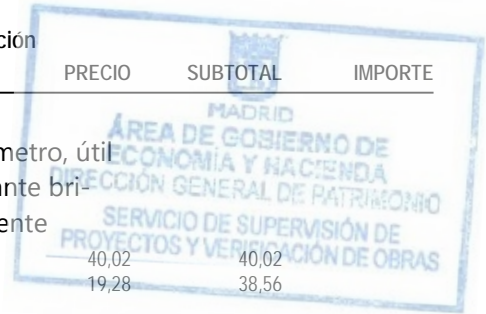 ción
PRECIO SUBTOTAL IMPORTE
MADRID
ÁREA DE GOBIERNO DE
ECONOMÍA Y HACIENDA
DIRECCIÓN GENERAL DE PATRIMONIO
SERVICIO DE SUPERVISIÓN DE
PROYECTOS Y VERIFICACIÓN DE OBRAS
metro, útil
ante bri-
ente
40,02 40,02
19,28 38,56